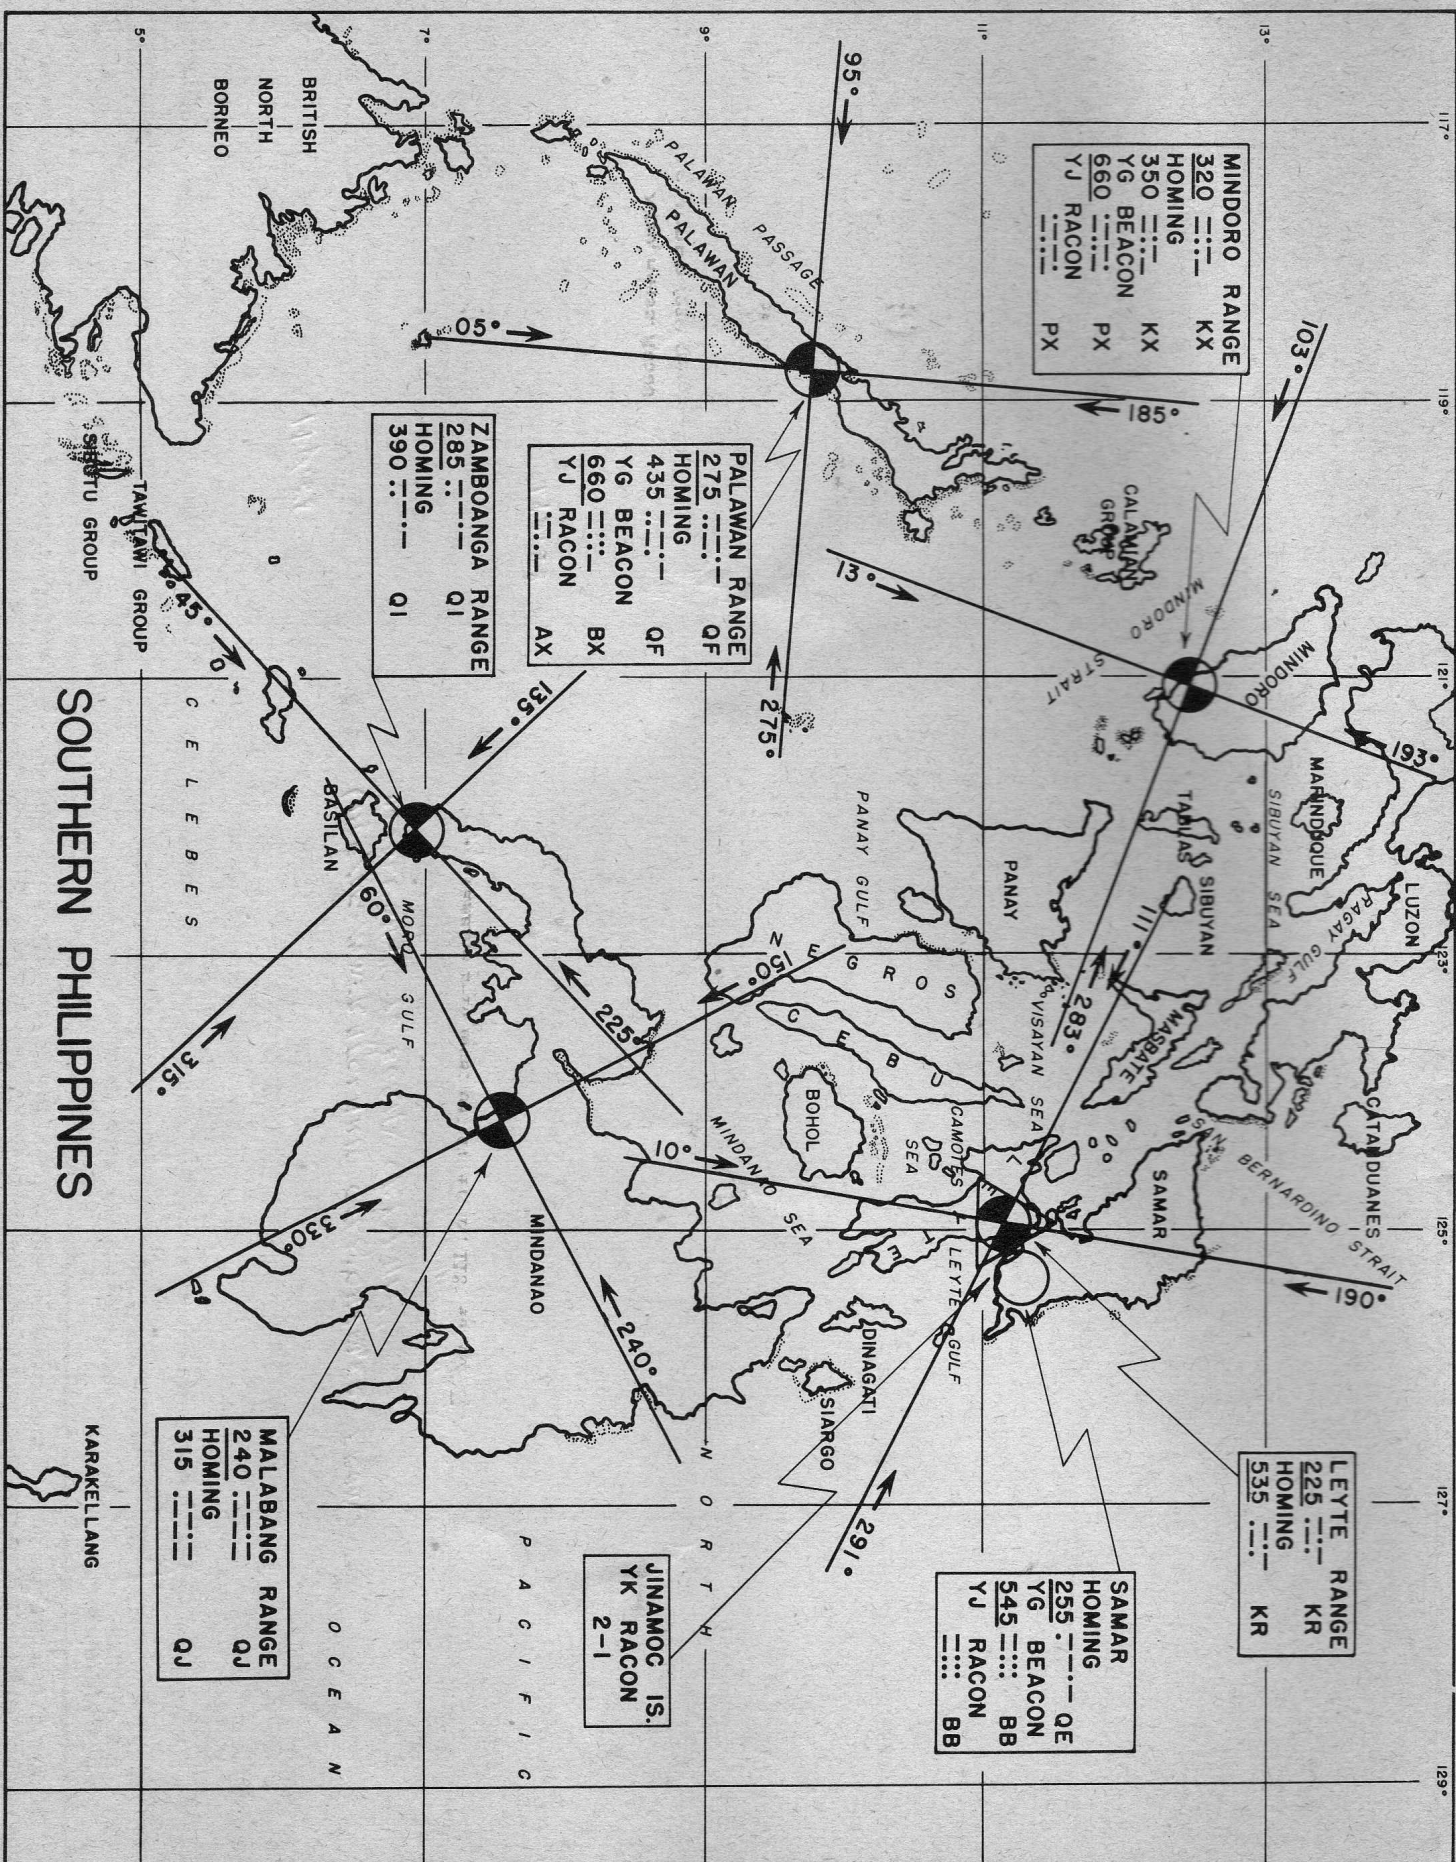 SOUTHERN PHILIPPINES
117°
119°
121°
123°
125°
127°
129°
13°
11°
9°
7°
5°
MINDORO RANGE
320 KX
HOMING
350 KX
YG BEACON
660 PX
YJ RACON
PX
PALAWAN RANGE
275 QF
HOMING
435 QF
YG BEACON
660 BX
YJ RACON
AX
ZAMBOANGA RANGE
285 QI
HOMING
390 QI
LEYTE RANGE
225 KR
HOMING
535 KR
SAMAR
HOMING
255 QE
YG BEACON
545 BB
YJ RACON
BB
JINAMOC IS.
YK RACON
2-1
MALABANG RANGE
240 QJ
HOMING
315 QJ
103°
193°
13°
283°
95°
05°
185°
275°
111°
190°
10°
291°
135°
45°
225°
315°
150°
60°
240°
330°
LUZON
RAGAY GULF
CATANDUANES
MARINDUQUE
MINDORO
MINDORO STRAIT
SIBUYAN SEA
TABLAS
SIBUYAN
MASBATE
SAN BERNARDINO STRAIT
SAMAR
CALAMIAN
GROUP
PANAY
PANAY GULF
VISAYAN SEA
NEGROS
CEBU
BOHOL
CAMOTES
SEA
LEYTE
LEYTE GULF
DINAGATI
SIARGO
PALAWAN
PASSAGE
PALAWAN
MINDANAO SEA
MINDANAO
MORO GULF
BASILAN
CELEBES
BRITISH
NORTH
BORNEO
TAWITAWI GROUP
SIBUTU GROUP
NORTH
PACIFIC
OCEAN
KARAKELLANG